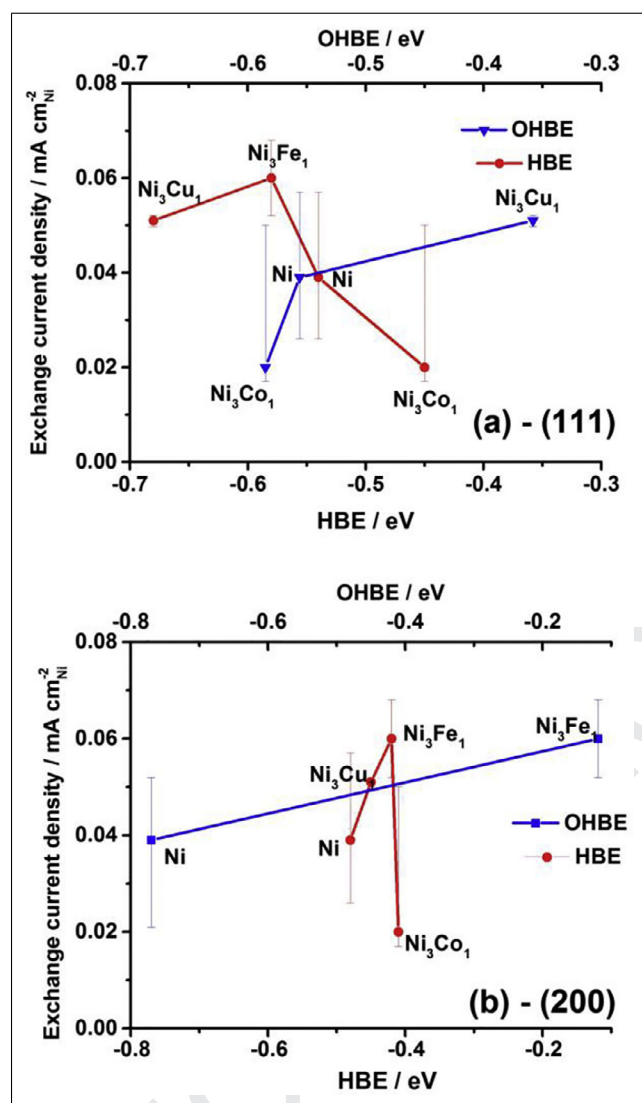 OHBE / eV
-0.7 -0.6 -0.5 -0.4 -0.3
0.08
0.06
0.04
0.02
0.00
Exchange current density / mA cm⁻²Ni
OHBE
HBE
Ni₃Cu₁
Ni₃Fe₁
Ni₃Cu₁
Ni
Ni
Ni₃Co₁
Ni₃Co₁
(a) - (111)
-0.7 -0.6 -0.5 -0.4 -0.3
HBE / eV
OHBE / eV
-0.8 -0.6 -0.4 -0.2
0.08
0.06
0.04
0.02
0.00
Exchange current density / mA cm⁻²Ni
Ni₃Fe₁
Ni₃Fe₁
Ni₃Cu₁
Ni
Ni
OHBE
HBE
Ni₃Co₁
(b) - (200)
-0.8 -0.6 -0.4 -0.2
HBE / eV